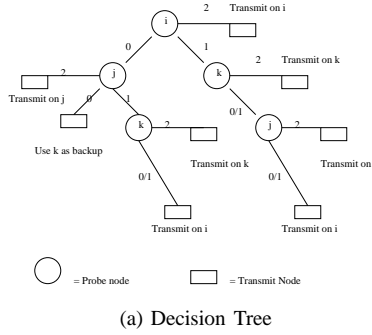 2 Transmit on i
i
0 1
2 Transmit on k
2 j k
Transmit on j 0 1 0/1
k 2 j 2
Use k as backup
Transmit on k Transmit on
0/1 0/1
Transmit on i Transmit on i
= Probe node = Transmit Node
(a) Decision Tree